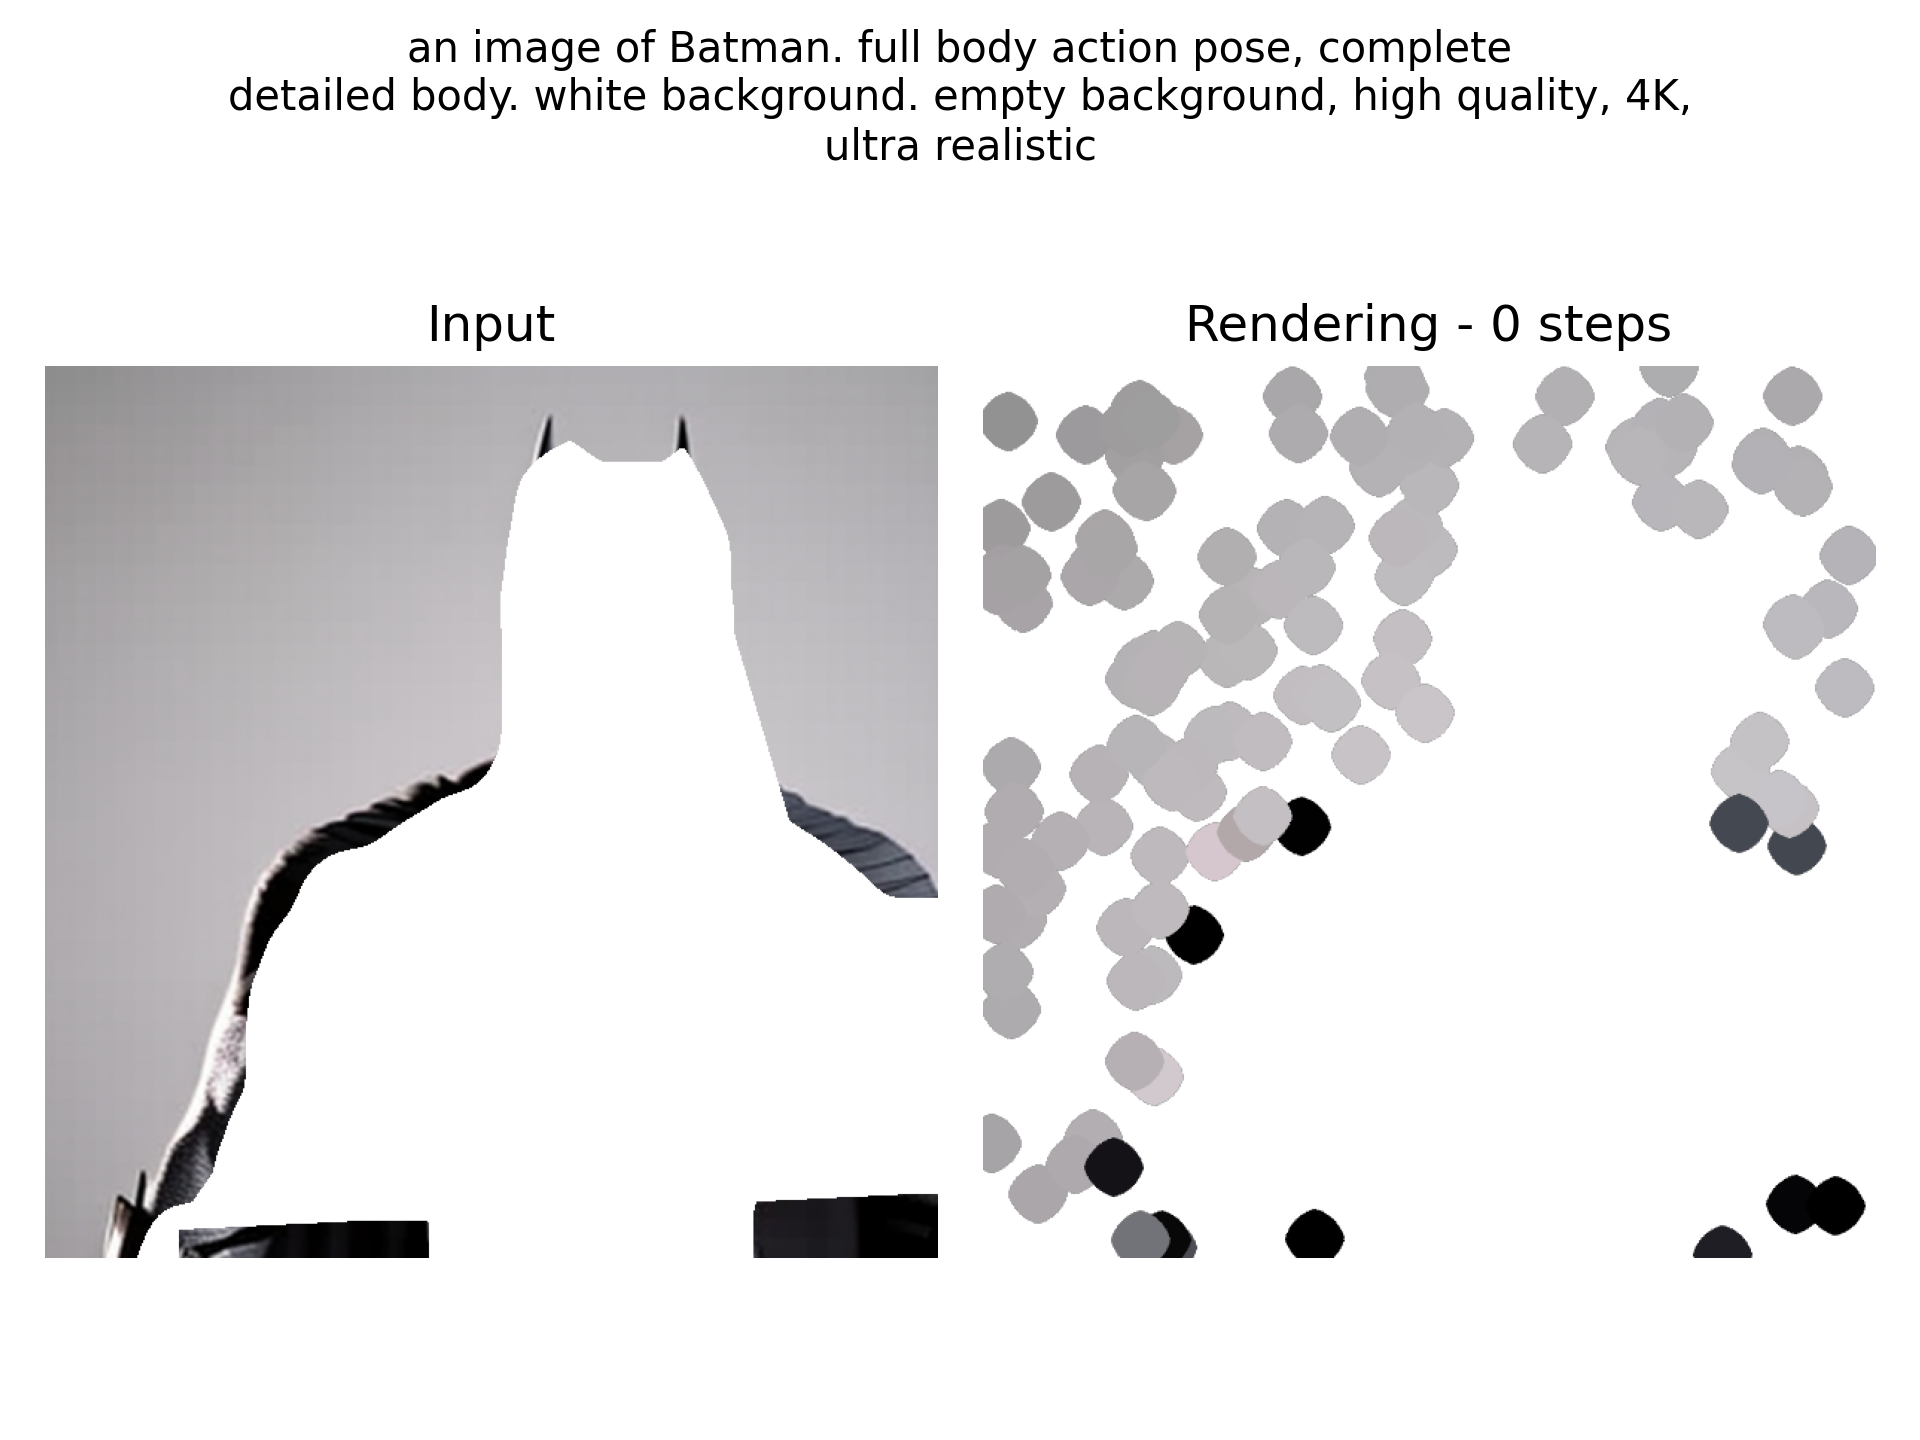 an image of Batman. full body action pose, complete
detailed body. white background. empty background, high quality, 4K,
ultra realistic
Input
Rendering - 0 steps